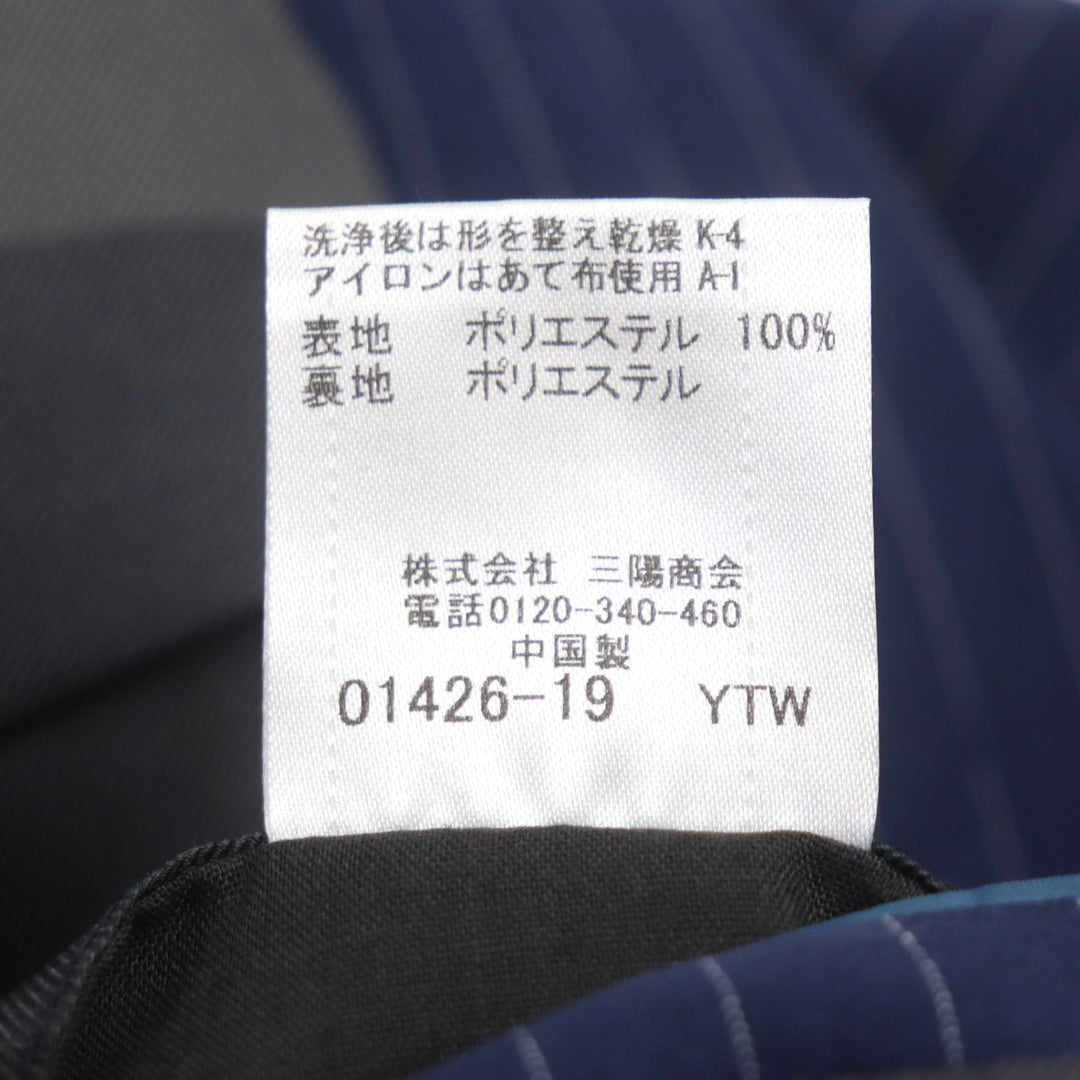 洗浄後は形を整え乾燥 K-4
アイロンはあて布使用 A-1
表地 ポリエステル 100%
裏地 ポリエステル
株式会社 三陽商会
電話0120-340-460
中国製
01426-19 YTW